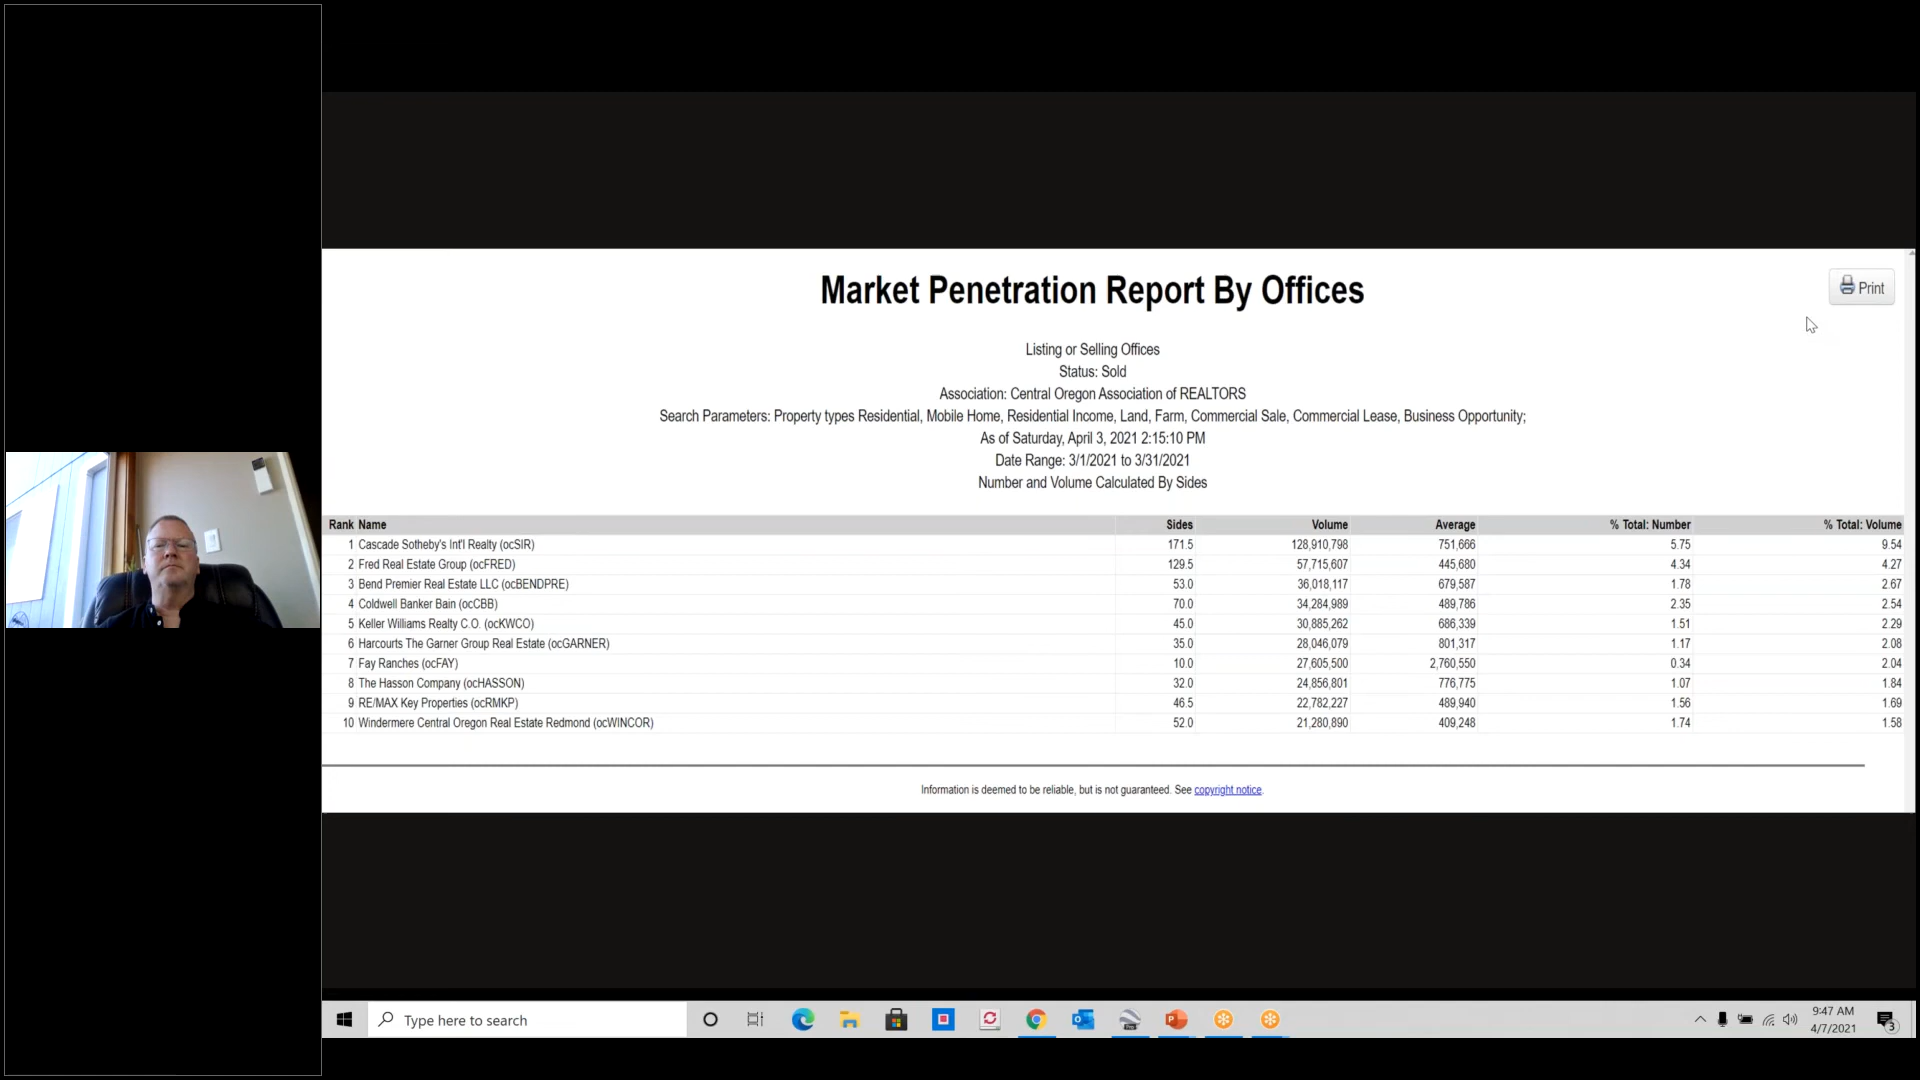 Market Penetration Report By Offices
Print
Listing or Selling Offices
Status: Sold
Association: Central Oregon Association of REALTORS
Search Parameters: Property types Residential, Mobile Home, Residential Income, Land, Farm, Commercial Sale, Commercial Lease, Business Opportunity;
As of Saturday, April 3, 2021 2:15:10 PM
Date Range: 3/1/2021 to 3/31/2021
Number and Volume Calculated By Sides
Rank Name Sides Volume Average % Total: Number % Total: Volume
1 Cascade Sotheby's Int'l Realty (ocSIR) 171.5 128,910,798 751,666 5.75 9.54
2 Fred Real Estate Group (ocFRED) 129.5 57,715,607 445,680 4.34 4.27
3 Bend Premier Real Estate LLC (ocBENDPRE) 53.0 36,018,117 679,587 1.78 2.67
4 Coldwell Banker Bain (ocCBB) 70.0 34,284,989 489,786 2.35 2.54
5 Keller Williams Realty C.O. (ocKWCO) 45.0 30,885,262 686,339 1.51 2.29
6 Harcourts The Garner Group Real Estate (ocGARNER) 35.0 28,046,079 801,317 1.17 2.08
7 Fay Ranches (ocFAY) 10.0 27,605,500 2,760,550 0.34 2.04
8 The Hasson Company (ocHASSON) 32.0 24,856,801 776,775 1.07 1.84
9 RE/MAX Key Properties (ocRMKP) 46.5 22,782,227 489,940 1.56 1.69
10 Windermere Central Oregon Real Estate Redmond (ocWINCOR) 52.0 21,280,890 409,248 1.74 1.58
Information is deemed to be reliable, but is not guaranteed. See copyright notice.
Type here to search
9:47 AM
4/7/2021
3